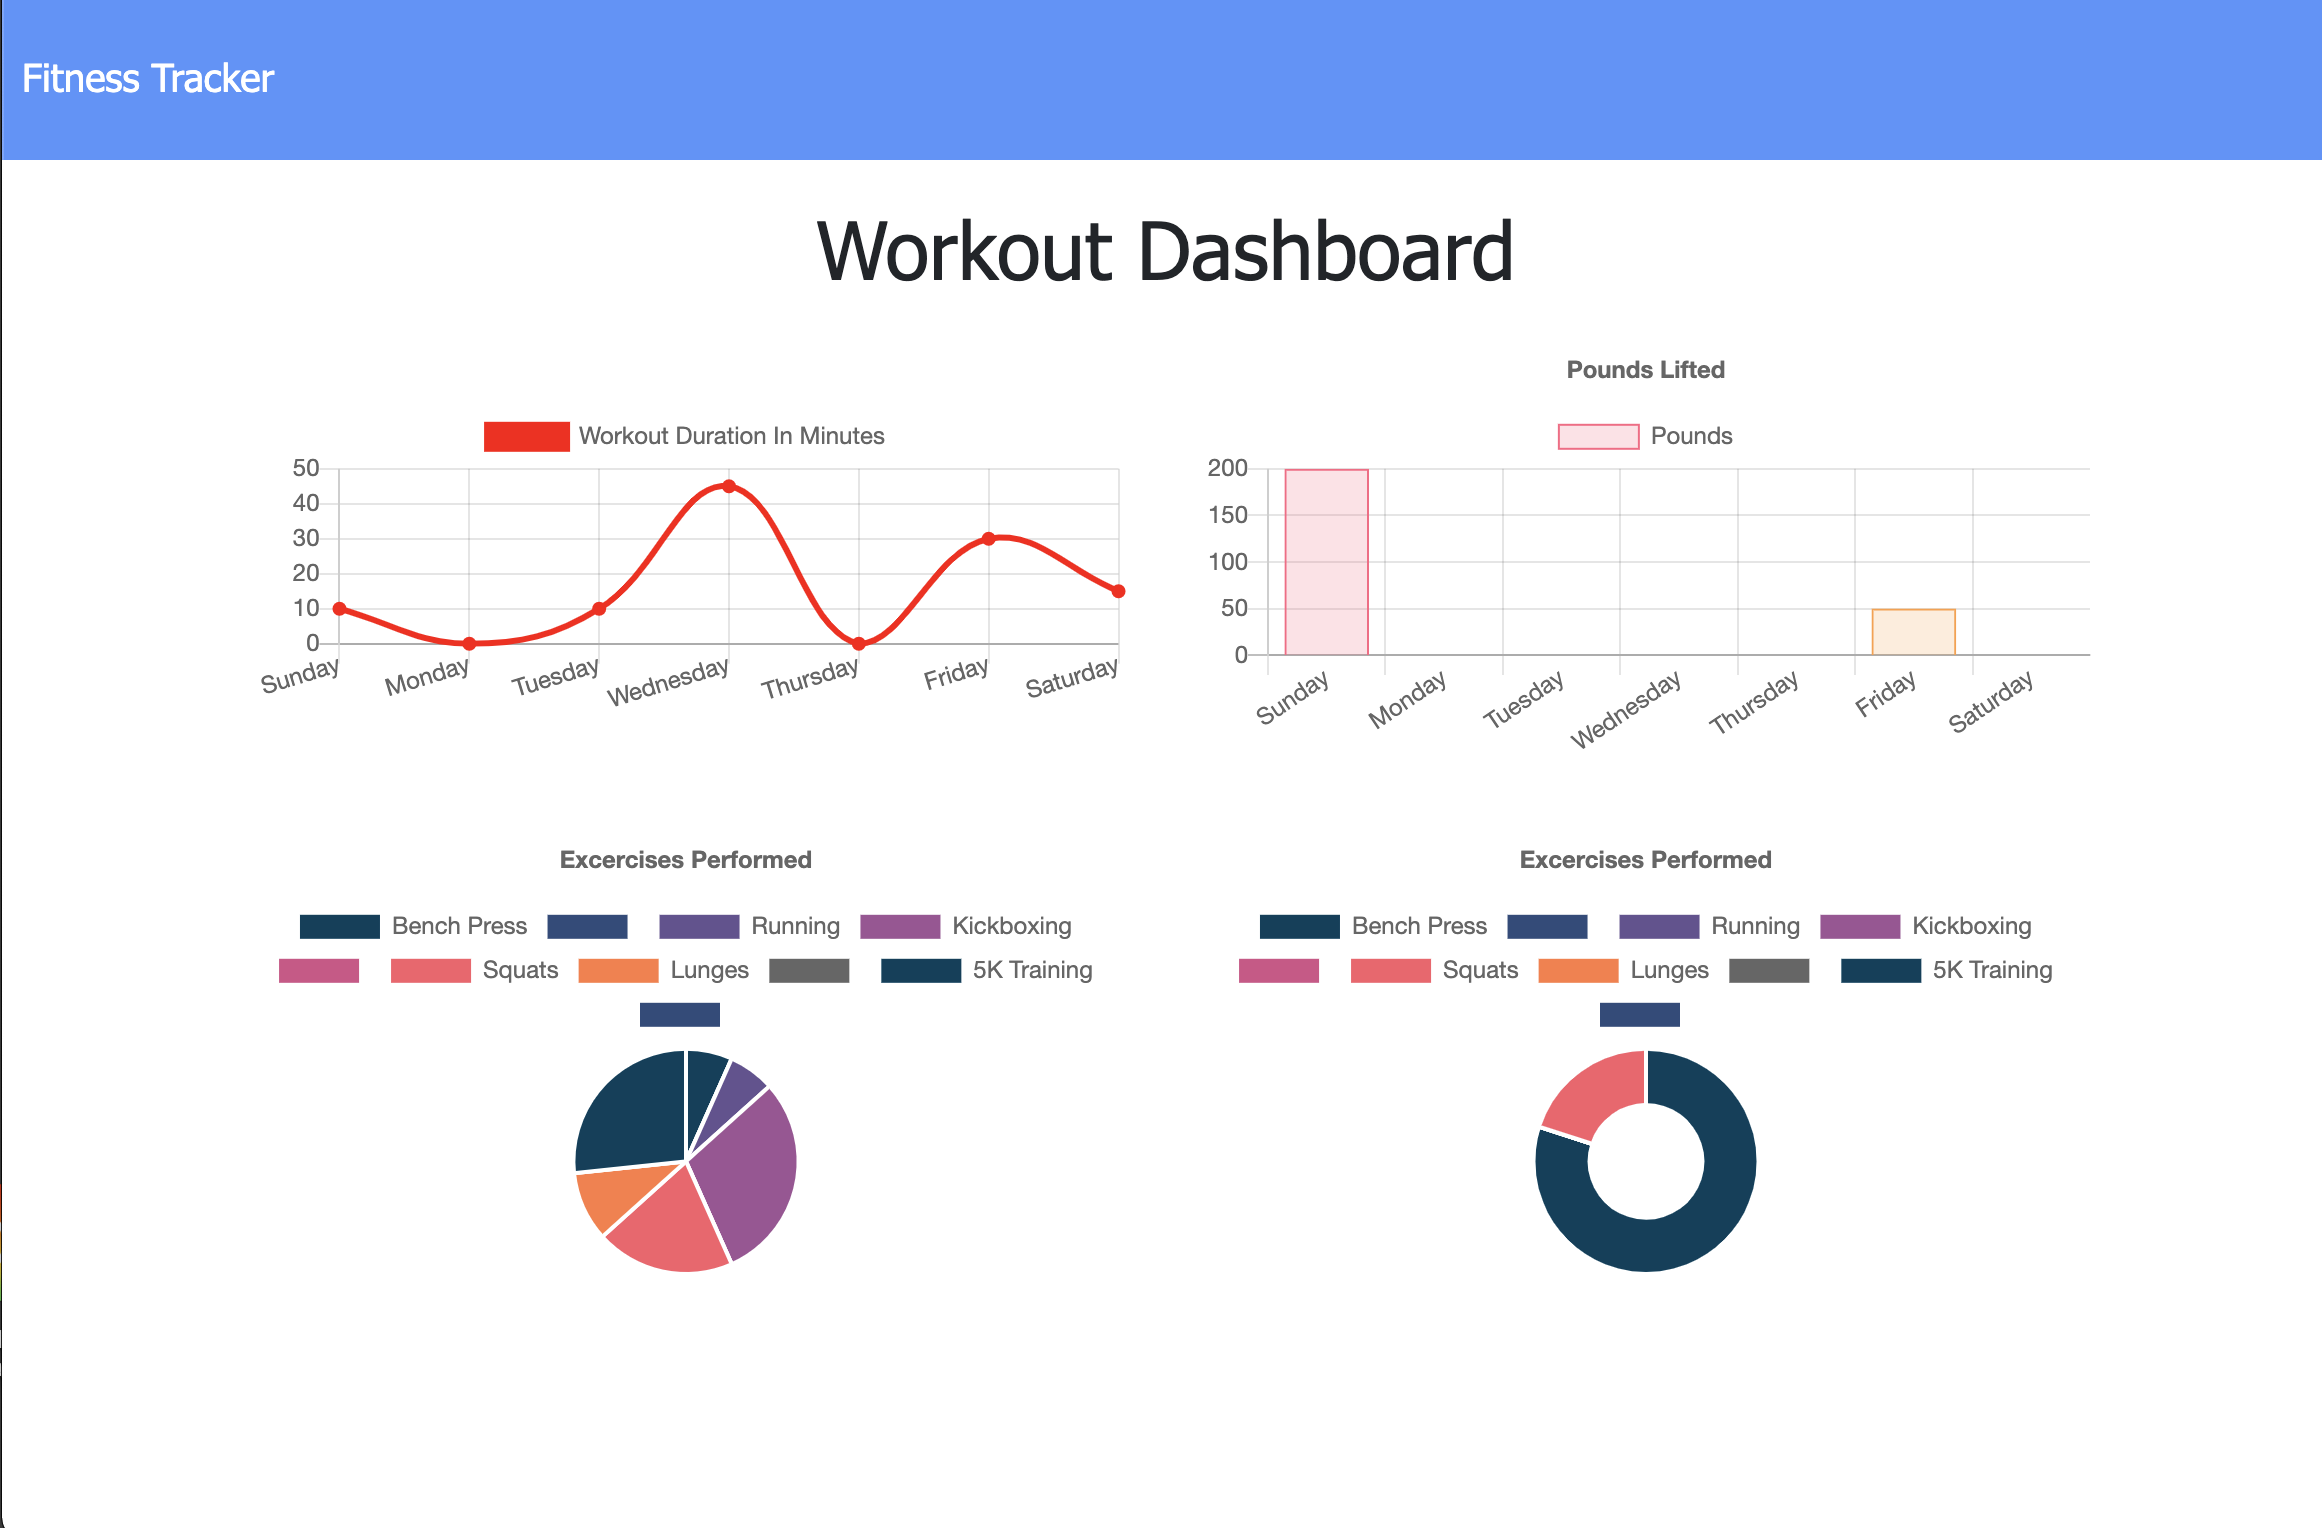 Fitness Tracker
Workout Dashboard
Workout Duration In Minutes
50
40
30
20
10
0
Sunday Monday Tuesday Wednesday Thursday Friday Saturday
Pounds Lifted
Pounds
200
150
100
50
0
Sunday Monday Tuesday Wednesday Thursday Friday Saturday
Excercises Performed
Bench Press Running Kickboxing
Squats Lunges 5K Training
Excercises Performed
Bench Press Running Kickboxing
Squats Lunges 5K Training